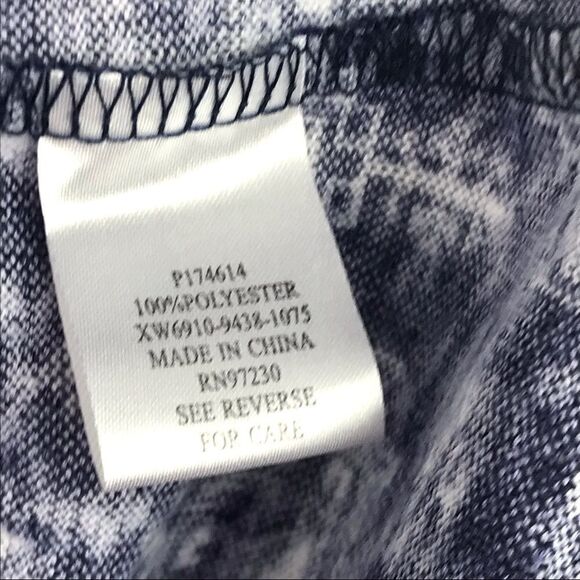 P174614
100%POLYESTER
XW6910-9438-1075
MADE IN CHINA
RN97230
SEE REVERSE
FOR CARE